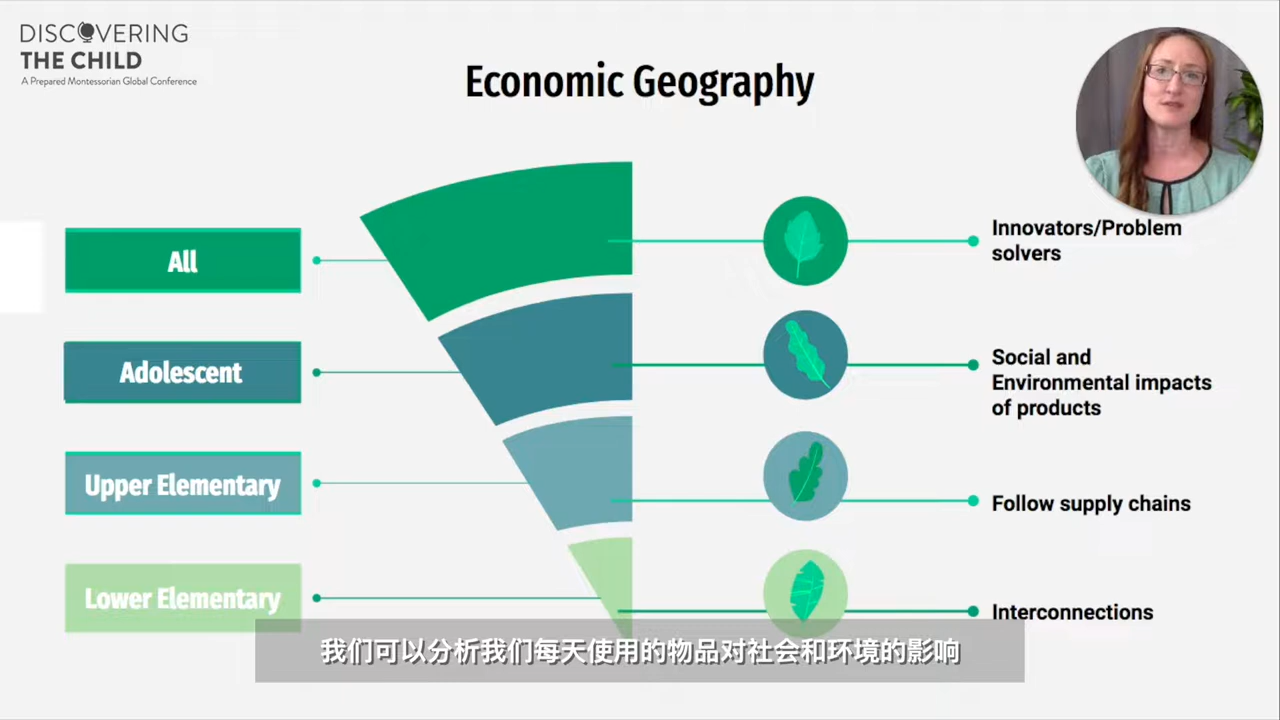 DISCOVERING
THE CHILD
A Prepared Montessorian Global Conference
Economic Geography
All
Innovators/Problem
solvers
Adolescent
Social and
Environmental impacts
of products
Upper Elementary
Follow supply chains
Lower Elementary
Interconnections
我们可以分析我们每天使用的物品对社会和环境的影响